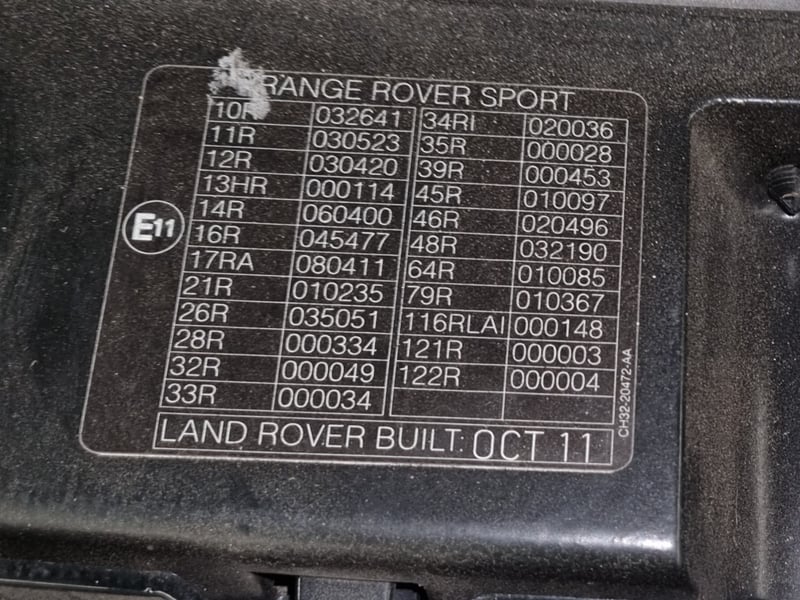 RANGE ROVER SPORT
10R 032641 34RI 020036
11R 030523 35R 000028
12R 030420 39R 000453
13HR 000114 45R 010097
14R 060400 46R 020496
16R 045477 48R 032190
17RA 080411 64R 010085
21R 010235 79R 010367
26R 035051 116RLAI 000148
28R 000334 121R 000003
32R 000049 122R 000004
33R 000034
E11
LAND ROVER BUILT: OCT 11
CH32-20472-AA